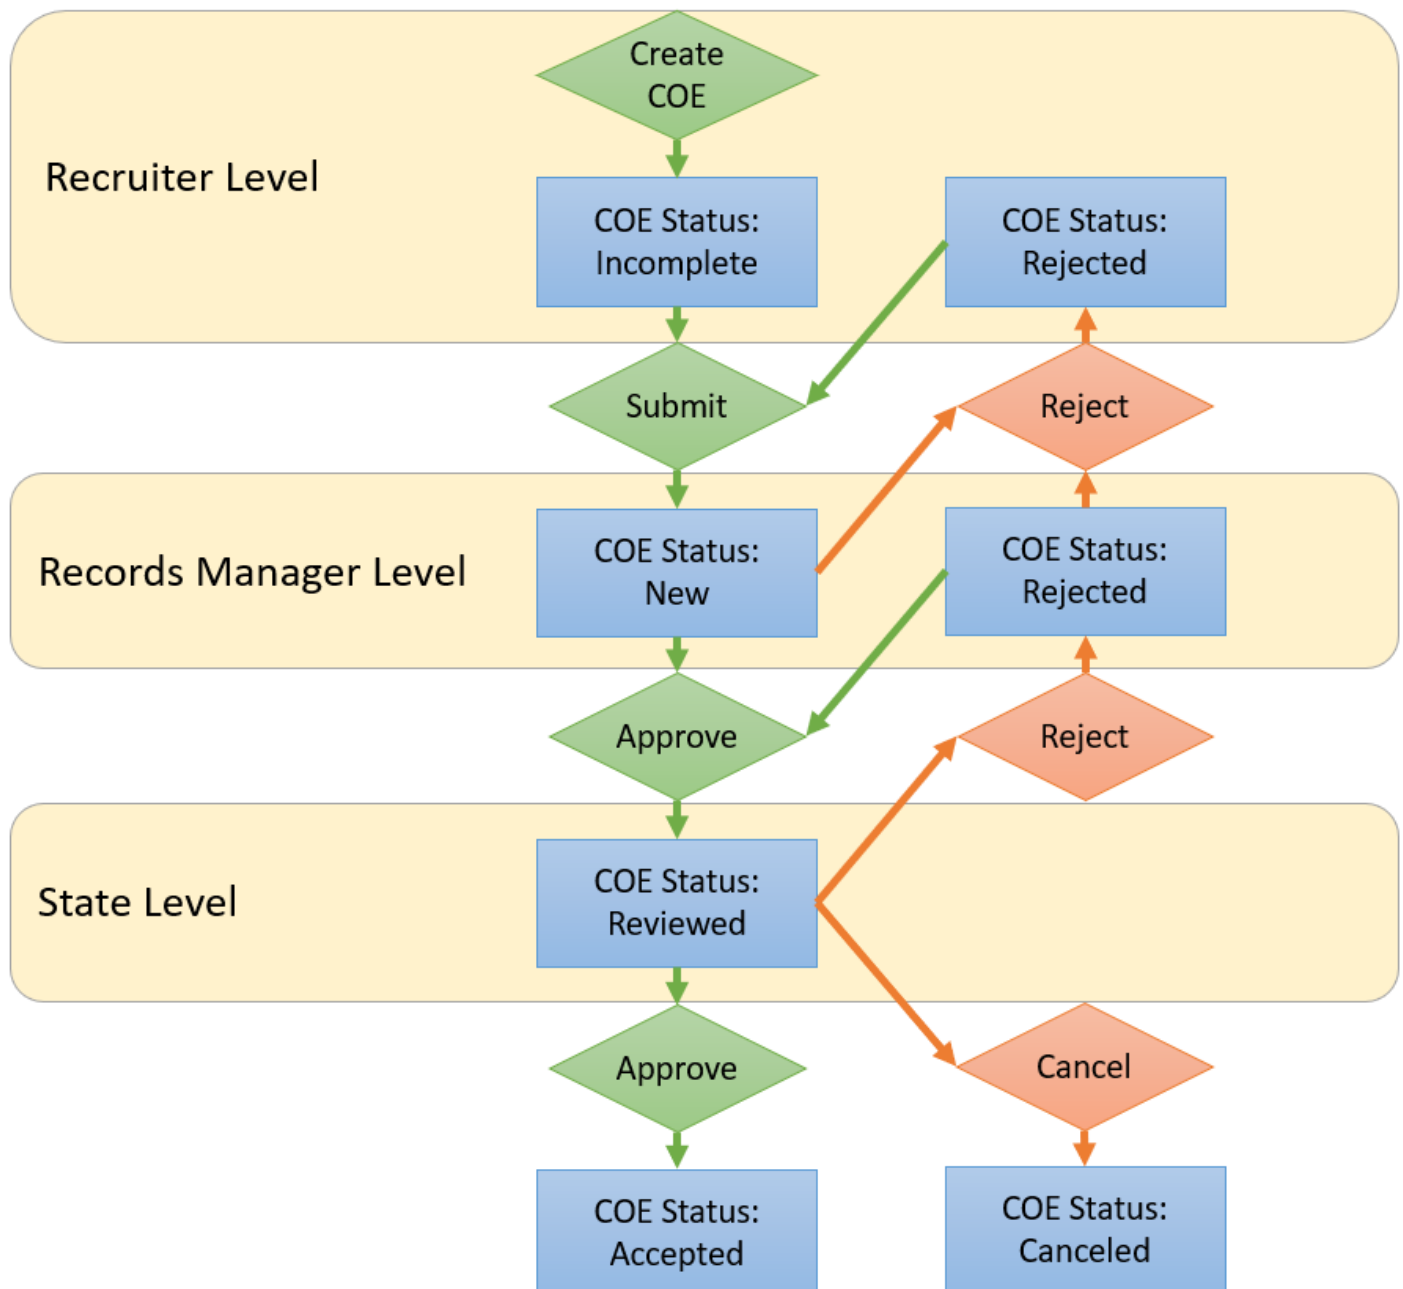 Create
COE
Recruiter Level
COE Status:
Incomplete
COE Status:
Rejected
Submit
Reject
Records Manager Level
COE Status:
New
COE Status:
Rejected
Approve
Reject
State Level
COE Status:
Reviewed
Approve
Cancel
COE Status:
Accepted
COE Status:
Canceled